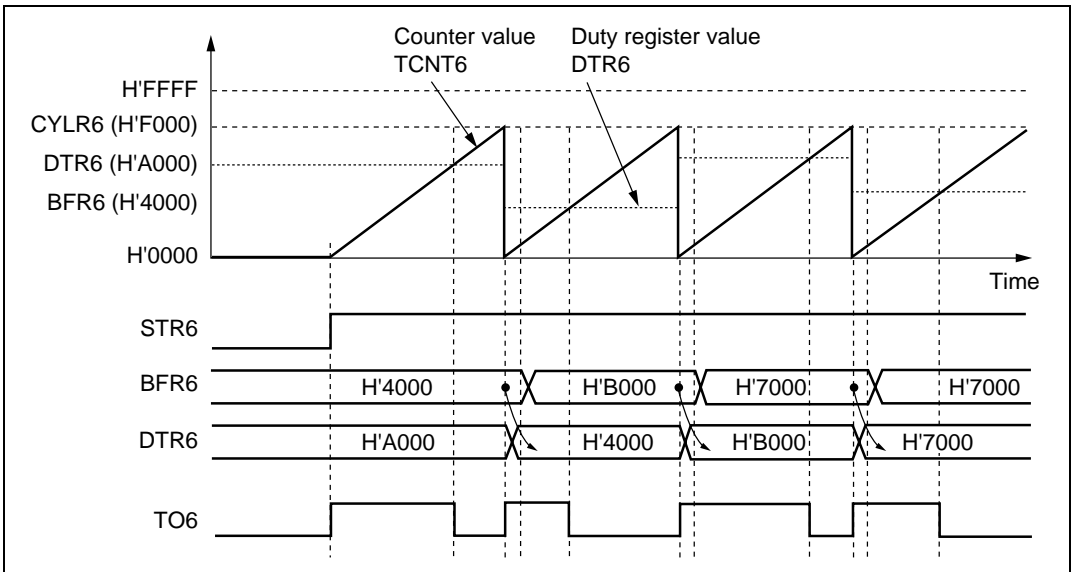 Counter value
TCNT6
Duty register value
DTR6
H'FFFF
CYLR6 (H'F000)
DTR6 (H'A000)
BFR6 (H'4000)
H'0000
Time
STR6
BFR6 H'4000 H'B000 H'7000 H'7000
DTR6 H'A000 H'4000 H'B000 H'7000
TO6